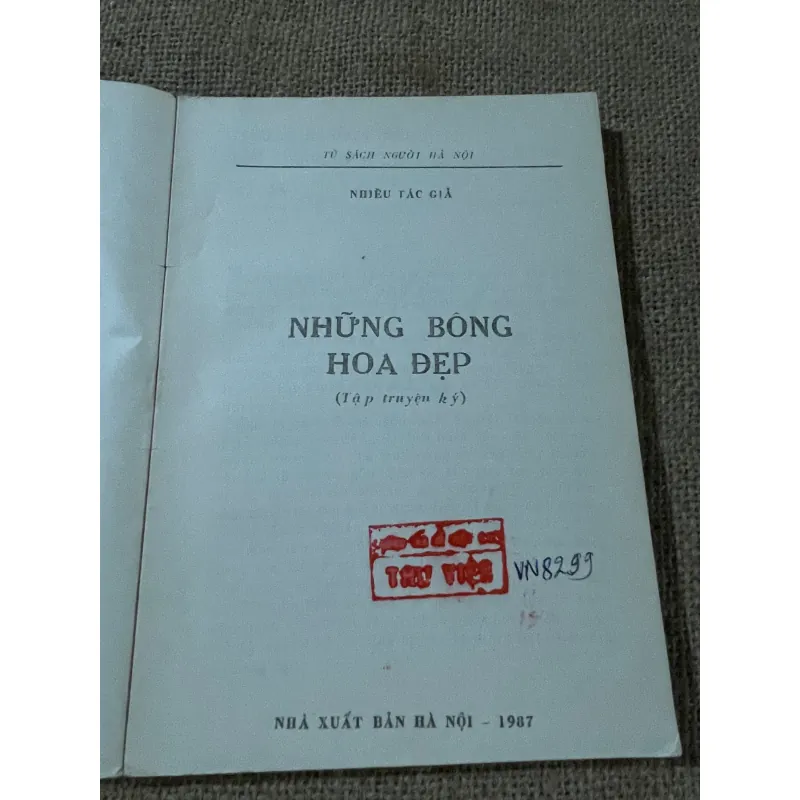 TỦ SÁCH NGƯỜI HÀ NỘI
NHIỀU TÁC GIẢ
NHỮNG BÔNG
HOA ĐẸP
(Tập truyện ký)
THƯ VIỆN
VN8299
NHÀ XUẤT BẢN HÀ NỘI - 1987